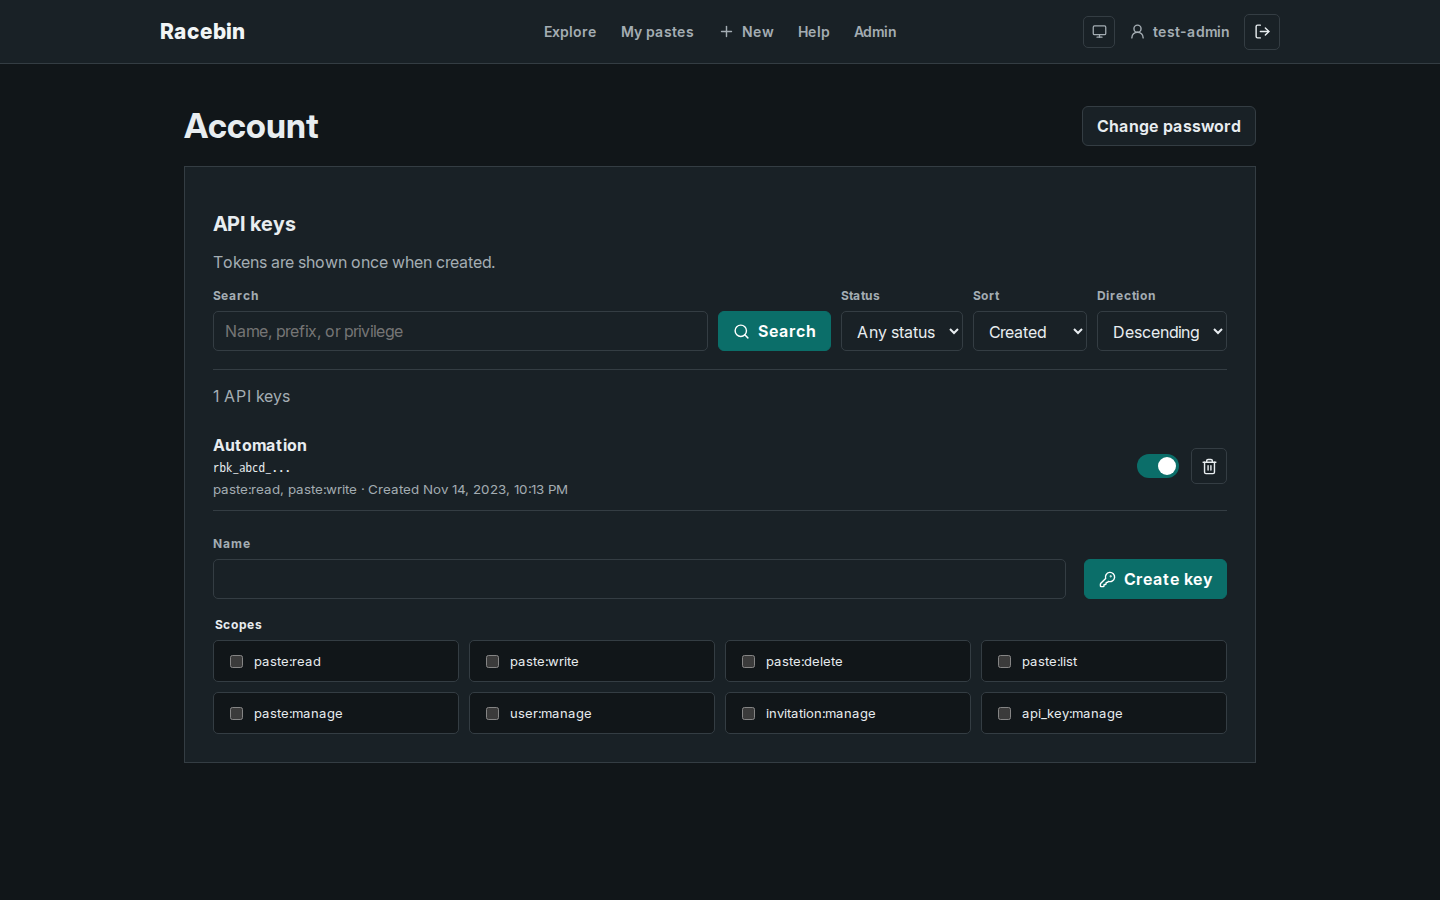 Racebin
Explore My pastes New Help Admin
test-admin
Account
Change password
API keys
Tokens are shown once when created.
Search
Status Sort Direction
Name, prefix, or privilege
Search
Any status Created Descending
1 API keys
Automation
rbk_abcd_...
paste:read, paste:write · Created Nov 14, 2023, 10:13 PM
Name
Create key
Scopes
paste:read paste:write paste:delete paste:list
paste:manage user:manage invitation:manage api_key:manage